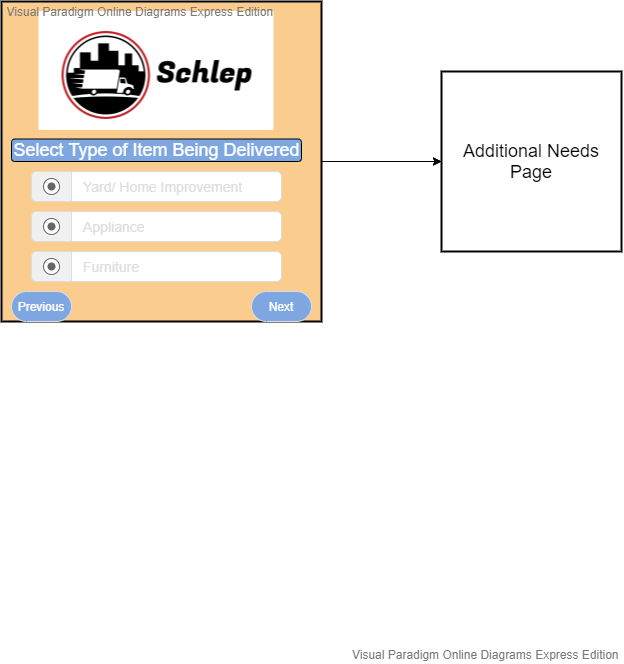 Visual Paradigm Online Diagrams Express Edition
Schlep
Select Type of Item Being Delivered
Yard/ Home Improvement
Appliance
Furniture
Previous
Next
Additional Needs
Page
Visual Paradigm Online Diagrams Express Edition